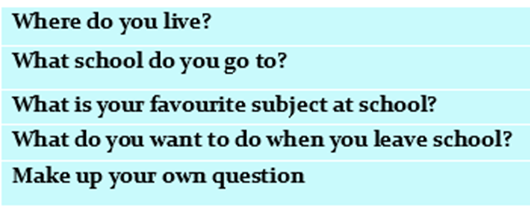 Where do you live?
What school do you go to?
What is your favourite subject at school?
What do you want to do when you leave school?
Make up your own question